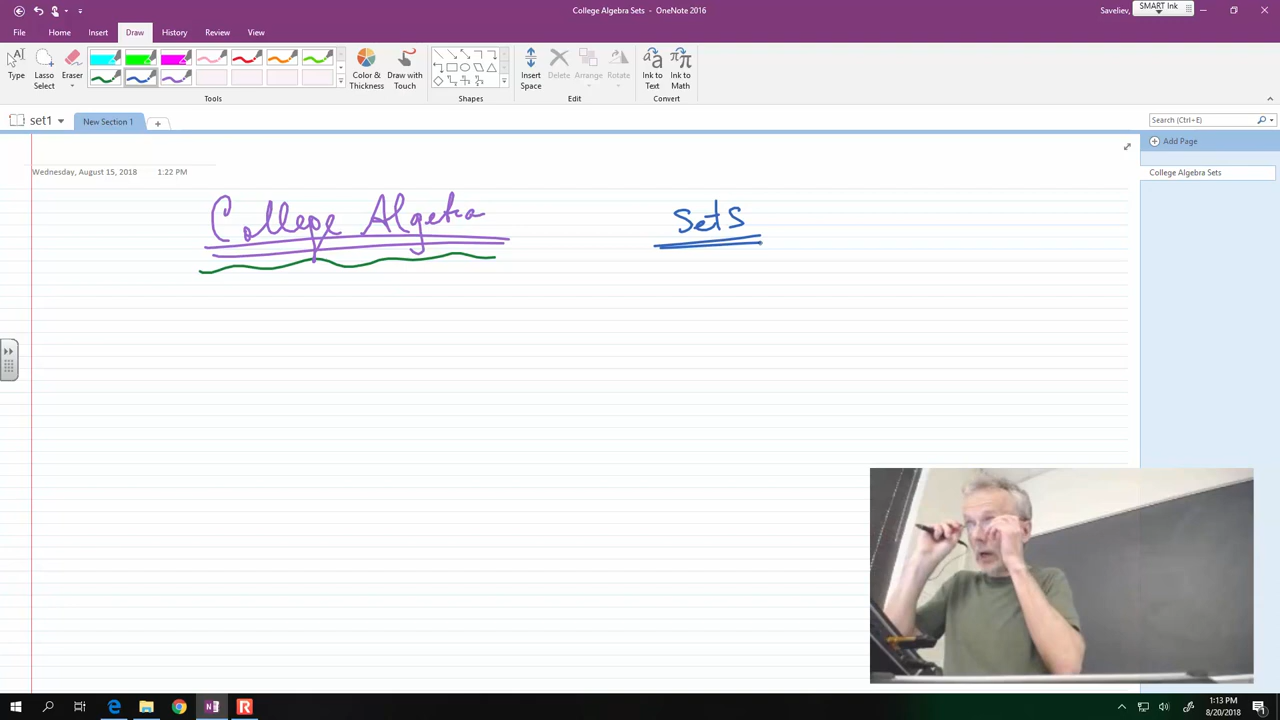 College Algebra Sets - OneNote 2016
Saveliev,
SMART Ink
File Home Insert Draw History Review View
Type
Lasso Select
Eraser
Color & Thickness
Draw with Touch
Insert Space
Delete
Arrange
Rotate
Ink to Text
Ink to Math
Tools
Shapes
Edit
Convert
set1
New Section 1
Search (Ctrl+E)
Add Page
College Algebra Sets
Wednesday, August 15, 2018 1:22 PM
College Algebra Sets
1:13 PM
8/20/2018